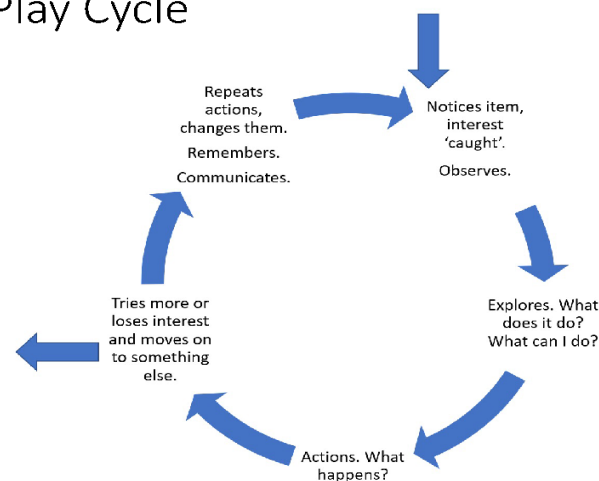 Play Cycle
Repeats
actions,
changes them.
Remembers.
Communicates.
Notices item,
interest
‘caught’.
Observes.
Explores. What
does it do?
What can I do?
Actions. What
happens?
Tries more or
loses interest
and moves on
to something
else.